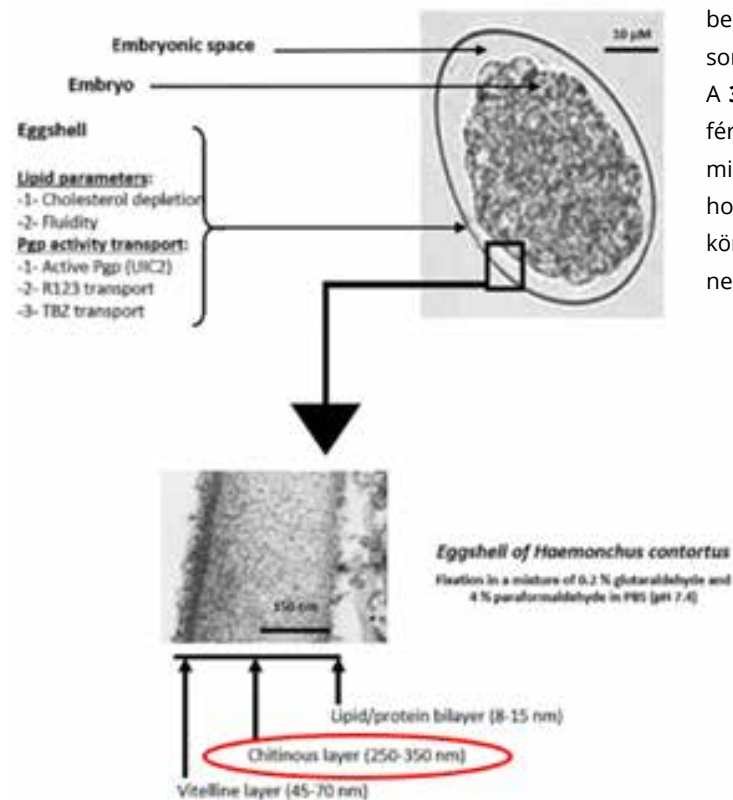 Embryonic space
10 µM
Embryo
Eggshell
Lipid parameters:
-1- Cholesterol depletion
-2- Fluidity
Pgp activity transport:
-1- Active Pgp (UIC2)
-2- R123 transport
-3- TBZ transport
be
A 3
mi
ho
ne
150 nm
Eggshell of Haemonchus contortus
Fixation in a mixture of 0.2 % glutaraldehyde and
4 % paraformaldehyde in PBS (pH 7.4)
Lipid/protein bilayer (8-15 nm)
Chitinous layer (250-350 nm)
Vitelline layer (45-70 nm)